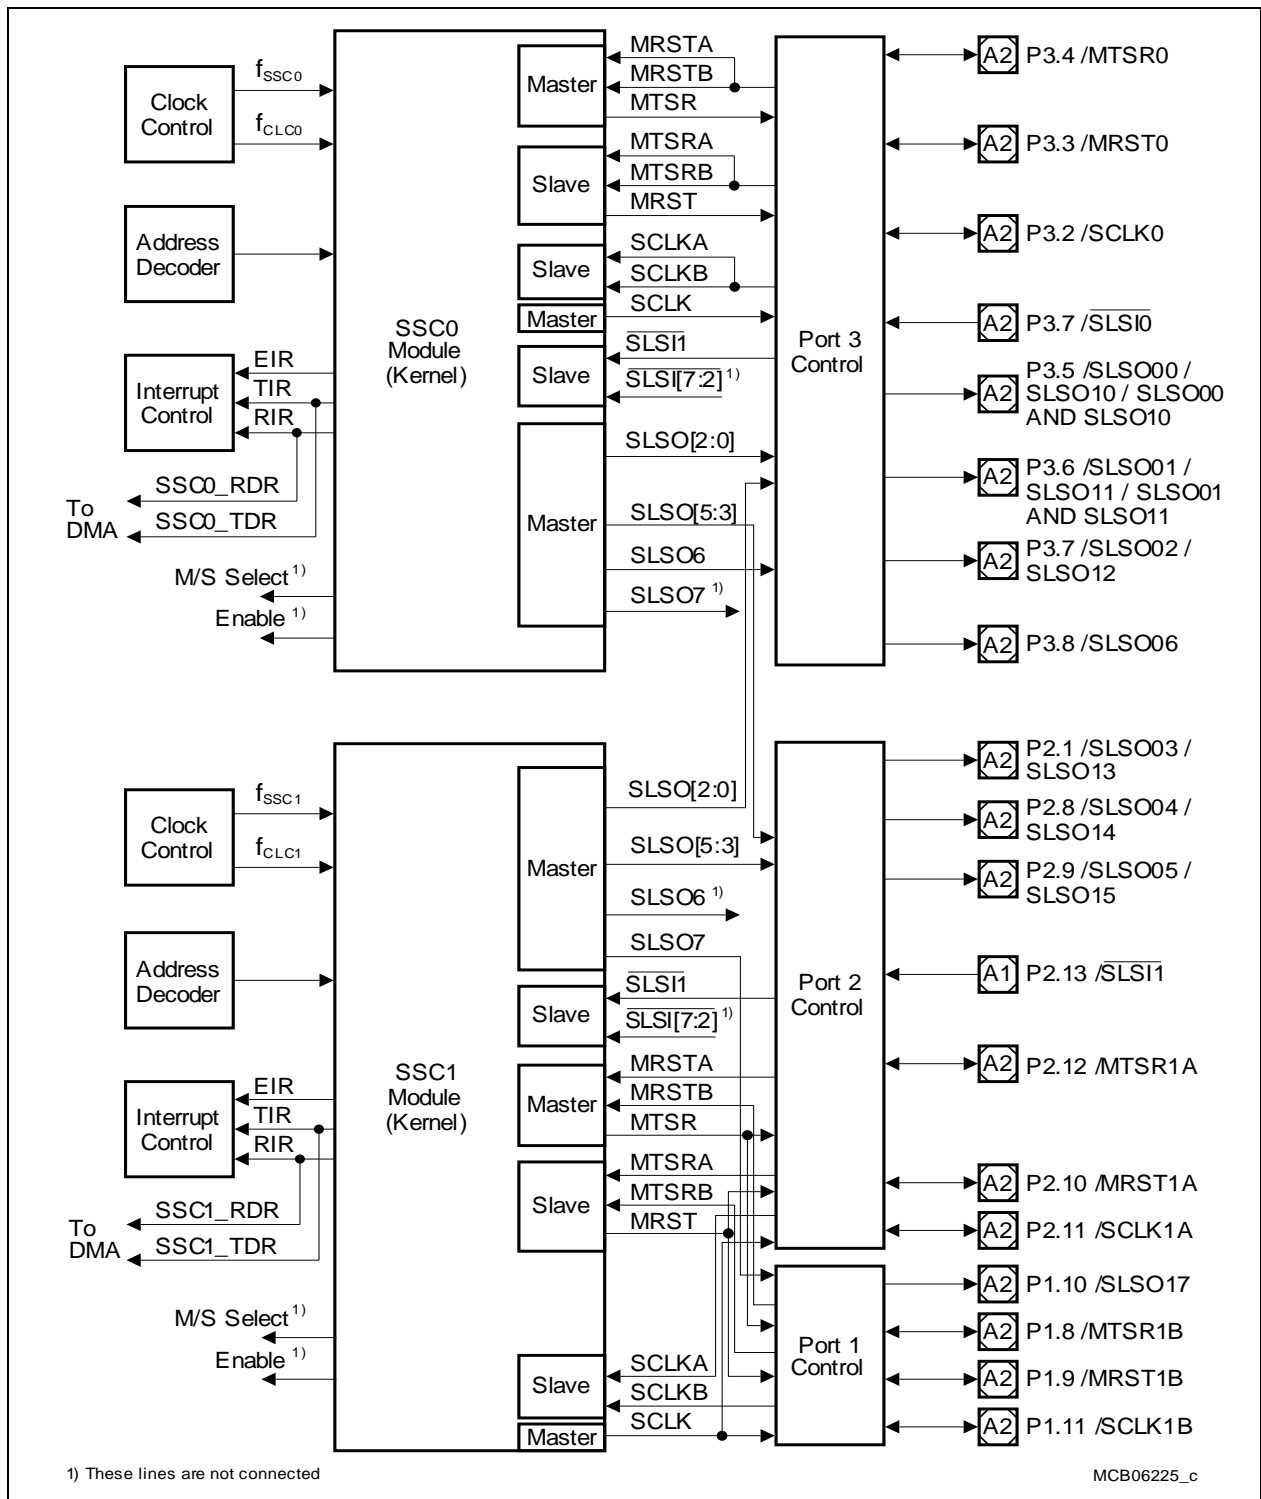 Clock
Control
fSSC0
fCLC0
Address
Decoder
Interrupt
Control
EIR
TIR
RIR
To
DMA
SSC0_RDR
SSC0_TDR
M/S Select 1)
Enable 1)
SSC0
Module
(Kernel)
Master
Slave
Slave
Master
Slave
Master
MRSTA
MRSTB
MTSR
MTSRA
MTSRB
MRST
SCLKA
SCLKB
SCLK
SLSI1
SLSI[7:2] 1)
SLSO[2:0]
SLSO[5:3]
SLSO6
SLSO7 1)
Port 3
Control
A2 P3.4 /MTSR0
A2 P3.3 /MRST0
A2 P3.2 /SCLK0
A2 P3.7 /SLSI0
A2 P3.5 /SLSO00 /
SLSO10 / SLSO00
AND SLSO10
A2 P3.6 /SLSO01 /
SLSO11 / SLSO01
AND SLSO11
A2 P3.7 /SLSO02 /
SLSO12
A2 P3.8 /SLSO06
Clock
Control
fSSC1
fCLC1
Address
Decoder
Interrupt
Control
EIR
TIR
RIR
To
DMA
SSC1_RDR
SSC1_TDR
M/S Select 1)
Enable 1)
SSC1
Module
(Kernel)
Master
Slave
Master
Slave
Slave
Master
SLSO[2:0]
SLSO[5:3]
SLSO6 1)
SLSO7
SLSI1
SLSI[7:2] 1)
MRSTA
MRSTB
MTSR
MTSRA
MTSRB
MRST
SCLKA
SCLKB
SCLK
Port 2
Control
Port 1
Control
A2 P2.1 /SLSO03 /
SLSO13
A2 P2.8 /SLSO04 /
SLSO14
A2 P2.9 /SLSO05 /
SLSO15
A1 P2.13 /SLSI1
A2 P2.12 /MTSR1A
A2 P2.10 /MRST1A
A2 P2.11 /SCLK1A
A2 P1.10 /SLSO17
A2 P1.8 /MTSR1B
A2 P1.9 /MRST1B
A2 P1.11 /SCLK1B
1) These lines are not connected
MCB06225_c